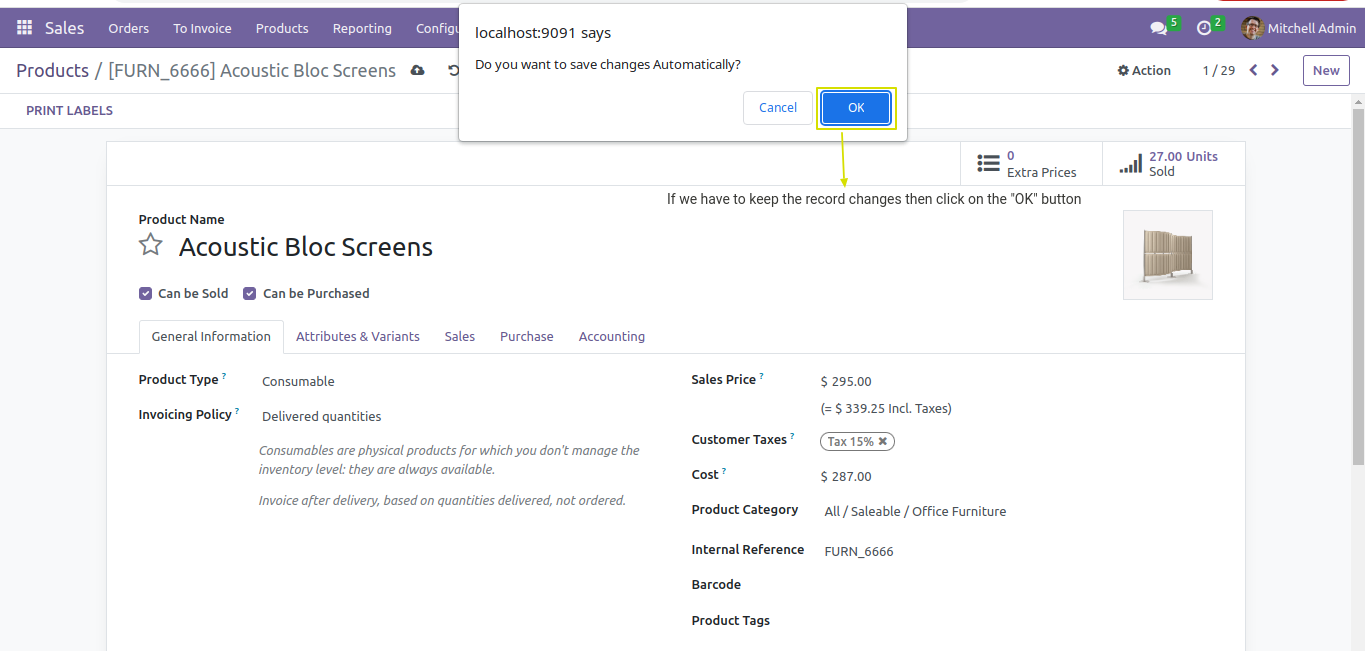 Sales Orders To Invoice Products Reporting 5 2 Mitchell Admin
localhost:9091 says
Do you want to save changes Automatically?
Cancel OK
Products / [FURN_6666] Acoustic Bloc Screens Action 1 / 29 New
PRINT LABELS
0
Extra Prices
27.00 Units
Sold
If we have to keep the record changes then click on the "OK" button
Product Name
Acoustic Bloc Screens
Can be Sold Can be Purchased
General Information Attributes & Variants Sales Purchase Accounting
Product Type ? Consumable
Invoicing Policy ? Delivered quantities
Consumables are physical products for which you don't manage the
inventory level: they are always available.
Invoice after delivery, based on quantities delivered, not ordered.
Sales Price ? $ 295.00
(= $ 339.25 Incl. Taxes)
Customer Taxes ? Tax 15% ✖
Cost ? $ 287.00
Product Category All / Saleable / Office Furniture
Internal Reference FURN_6666
Barcode
Product Tags